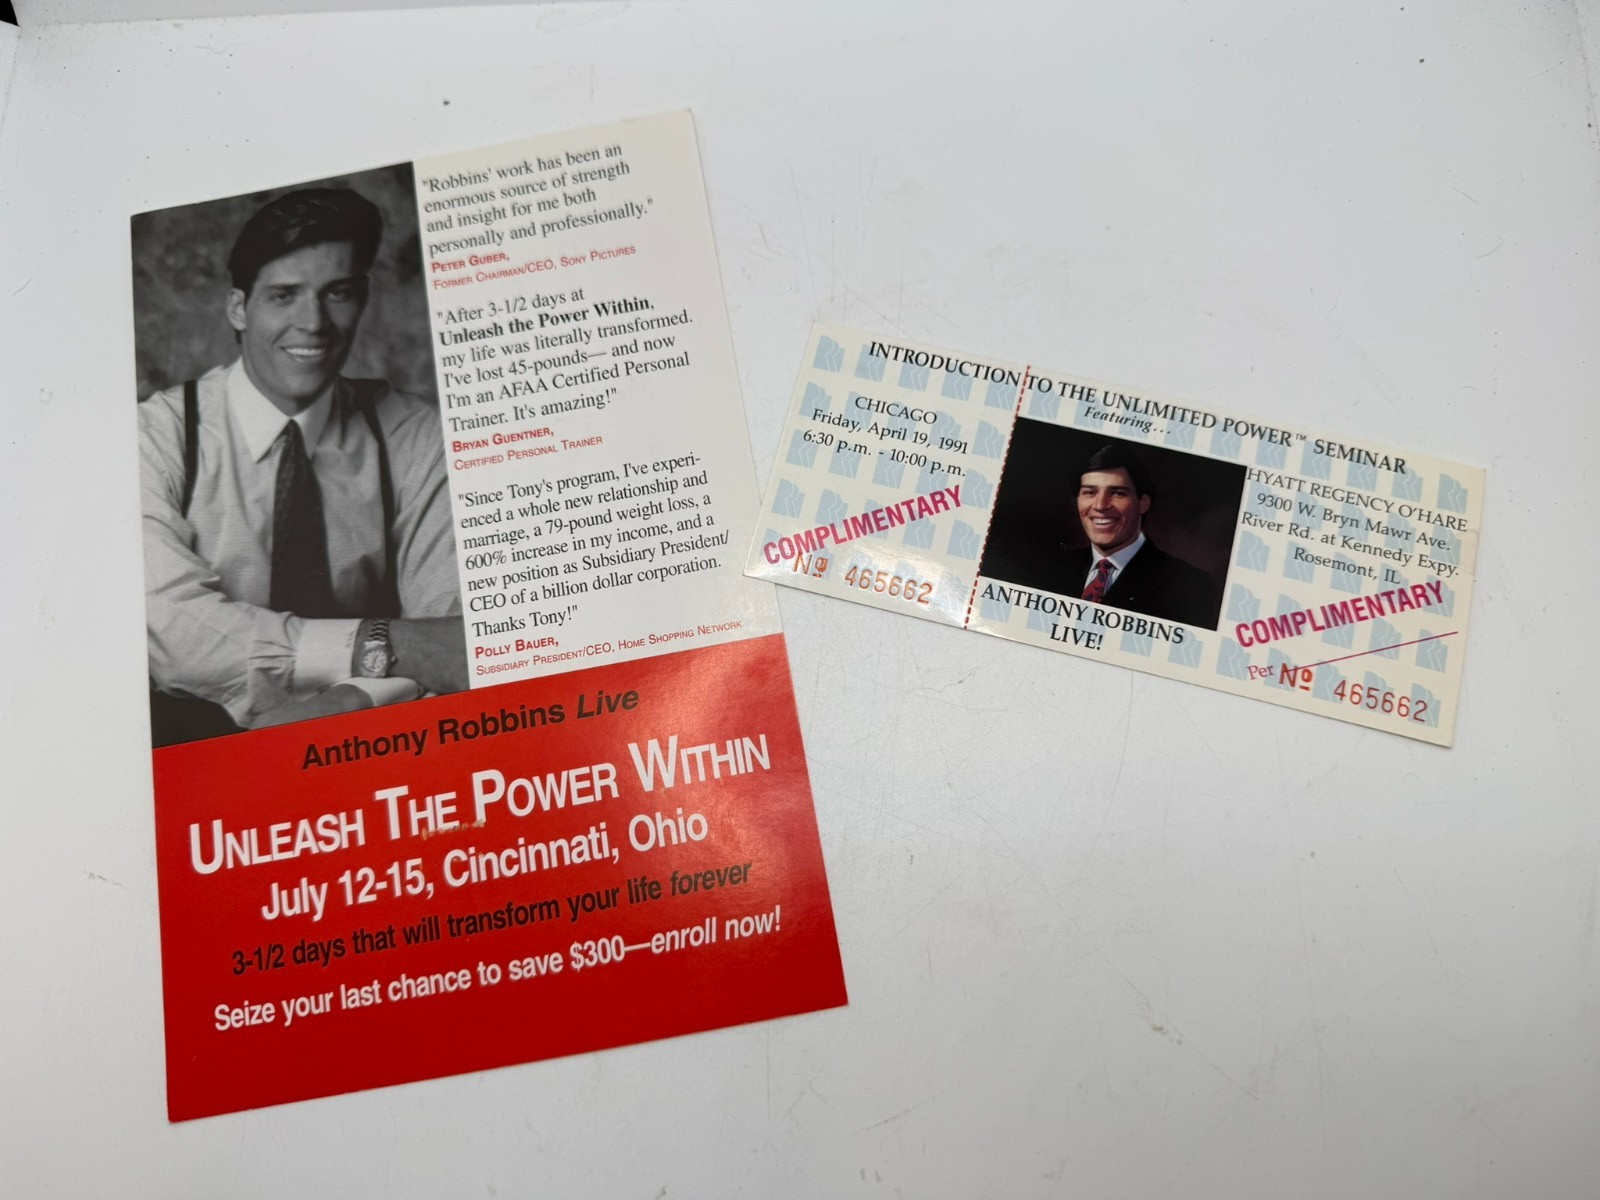 "Robbins' work has been an
enormous source of strength
and insight for me both
personally and professionally."
PETER GUBER,
FORMER CHAIRMAN/CEO, SONY PICTURES
"After 3-1/2 days at
Unleash the Power Within,
my life was literally transformed.
I've lost 45-pounds— and now
I'm an AFAA Certified Personal
Trainer. It's amazing!"
BRYAN GUENTNER,
CERTIFIED PERSONAL TRAINER
"Since Tony's program, I've experi-
enced a whole new relationship and
marriage, a 79-pound weight loss, a
600% increase in my income, and a
new position as Subsidiary President/
CEO of a billion dollar corporation.
Thanks Tony!"
POLLY BAUER,
SUBSIDIARY PRESIDENT/CEO, HOME SHOPPING NETWORK
Anthony Robbins Live
UNLEASH THE POWER WITHIN
July 12-15, Cincinnati, Ohio
3-1/2 days that will transform your life forever
Seize your last chance to save $300—enroll now!
INTRODUCTION TO THE UNLIMITED POWER™ SEMINAR
Featuring...
CHICAGO
Friday, April 19, 1991
6:30 p.m. - 10:00 p.m.
COMPLIMENTARY
Nº 465662
ANTHONY ROBBINS
LIVE!
HYATT REGENCY O'HARE
9300 W. Bryn Mawr Ave.
River Rd. at Kennedy Expy.
Rosemont, IL
COMPLIMENTARY
Per
Nº 465662